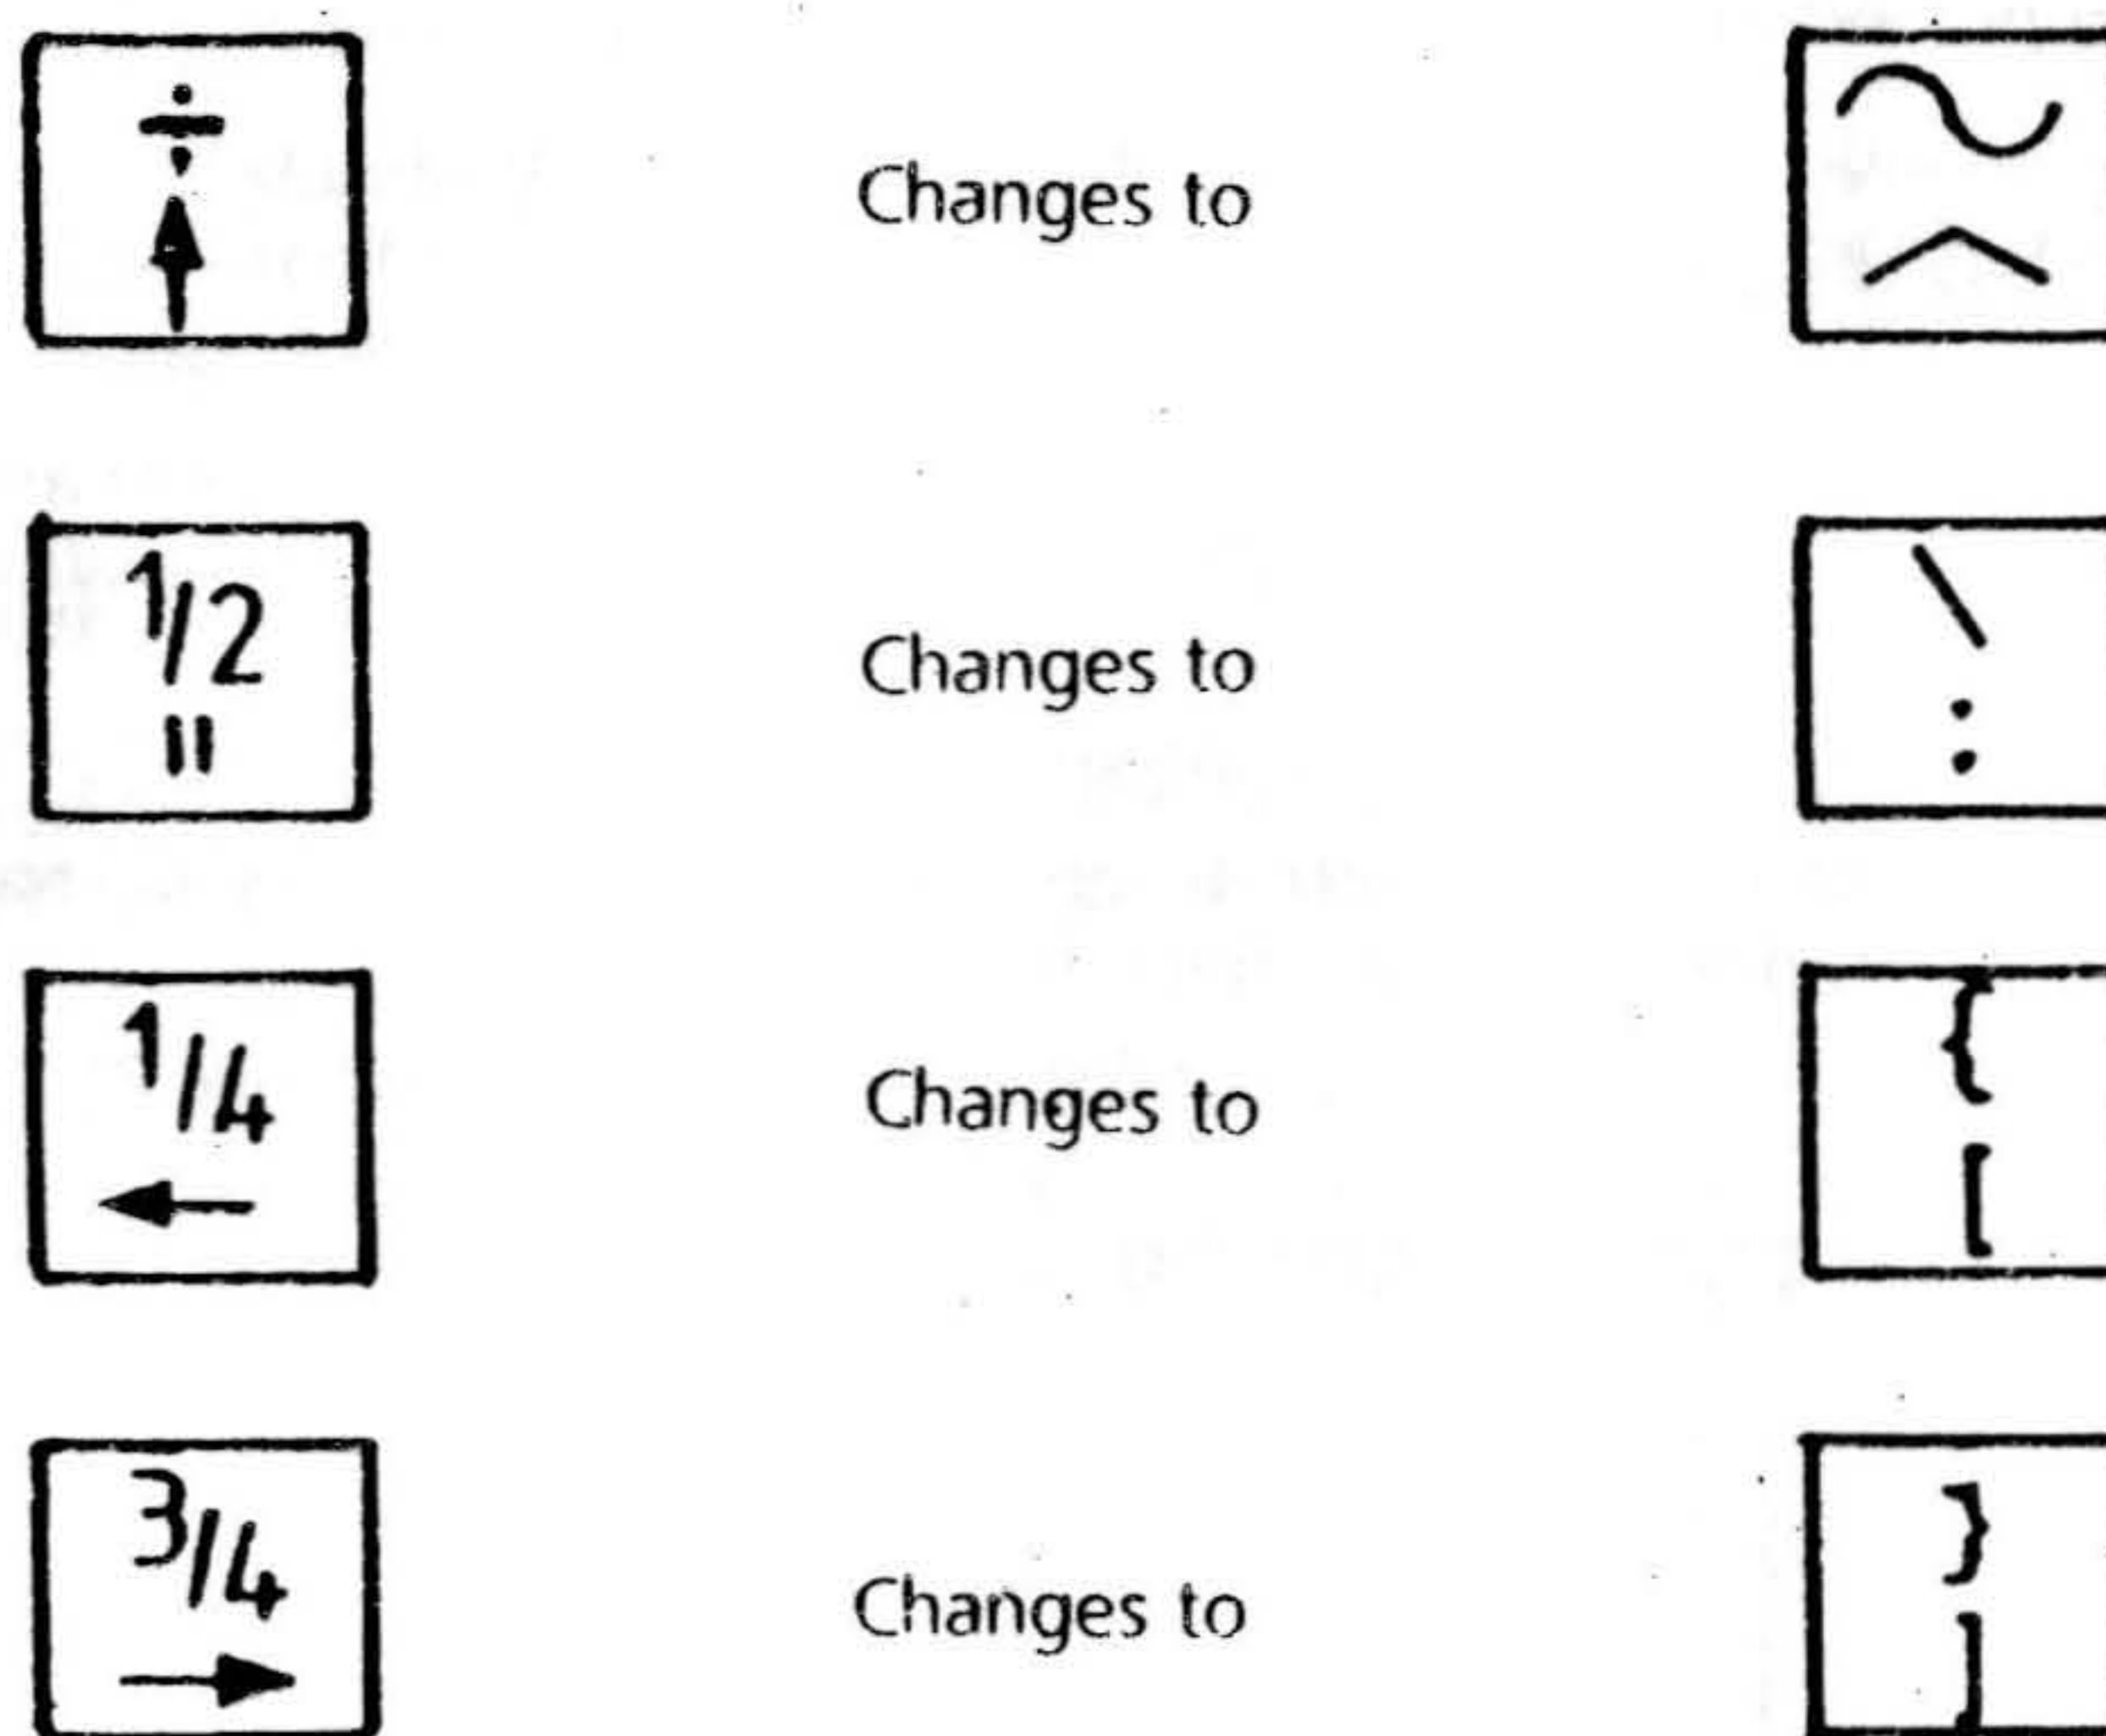 ÷ Changes to ~
↑ ^
1/2 Changes to \
" :
1/4 Changes to {
← [
3/4 Changes to }
→ ]